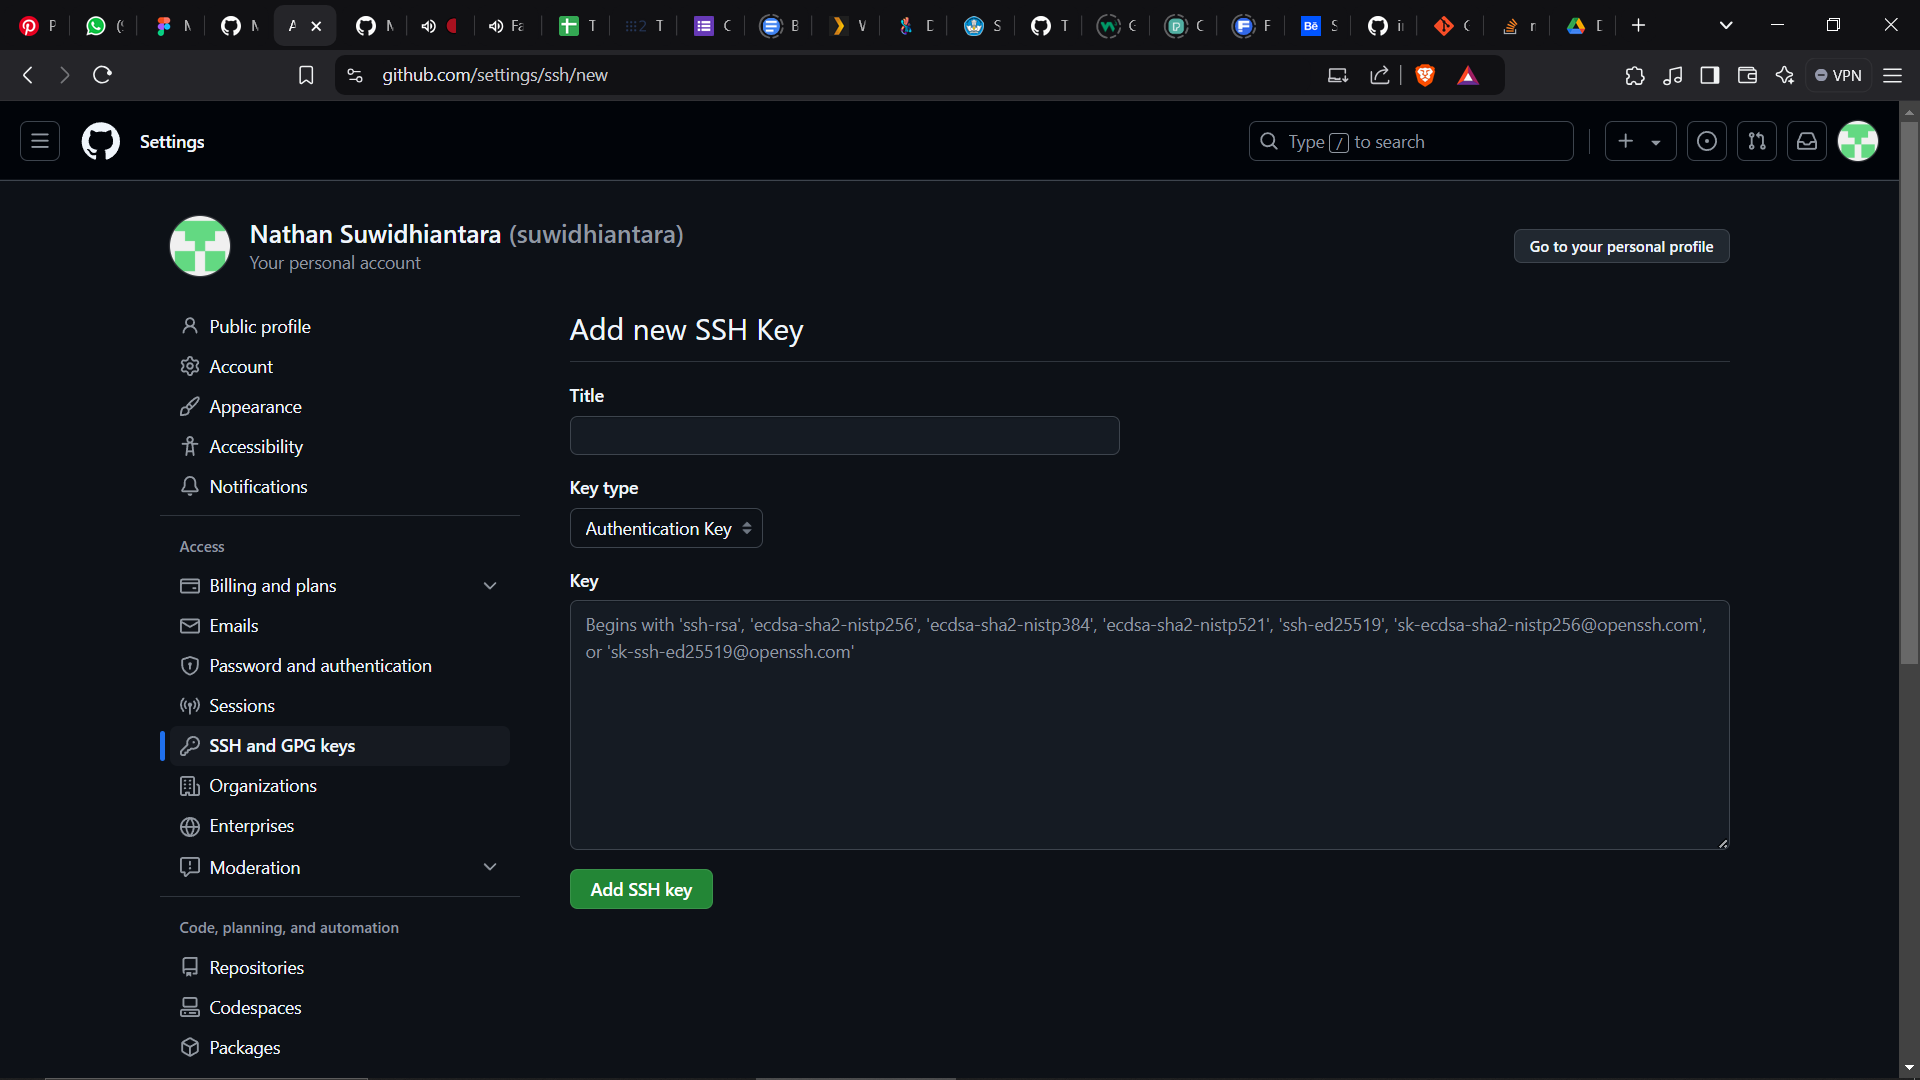 P
(9
N
N
A
N
Fa
T
T
C
B
V
D
S
T
G
C
F
Bē
S
in
G
n
D
github.com/settings/ssh/new
VPN
Settings
Type / to search
Nathan Suwidhiantara (suwidhiantara)
Your personal account
Go to your personal profile
Public profile
Account
Appearance
Accessibility
Notifications
Access
Billing and plans
Emails
Password and authentication
Sessions
SSH and GPG keys
Organizations
Enterprises
Moderation
Code, planning, and automation
Repositories
Codespaces
Packages
Add new SSH Key
Title
Key type
Authentication Key
Key
Begins with 'ssh-rsa', 'ecdsa-sha2-nistp256', 'ecdsa-sha2-nistp384', 'ecdsa-sha2-nistp521', 'ssh-ed25519', 'sk-ecdsa-sha2-nistp256@openssh.com',
or 'sk-ssh-ed25519@openssh.com'
Add SSH key